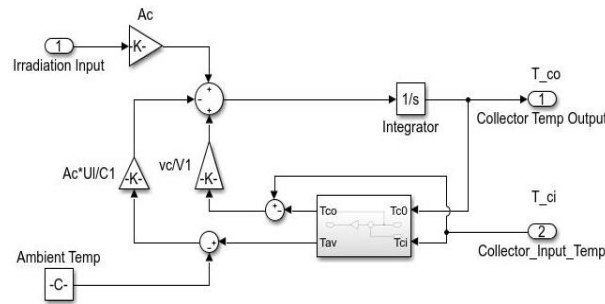 Ac
1
-K-
Irradiation Input
+
-
+
+
1/s
Integrator
T_co
1
Collector Temp Output
Ac*Ul/C1
-K-
vc/V1
-K-
T_ci
+
-
Tco
Tc0
Tav
Tci
2
Collector_Input_Temp
Ambient Temp
-
+
-C-